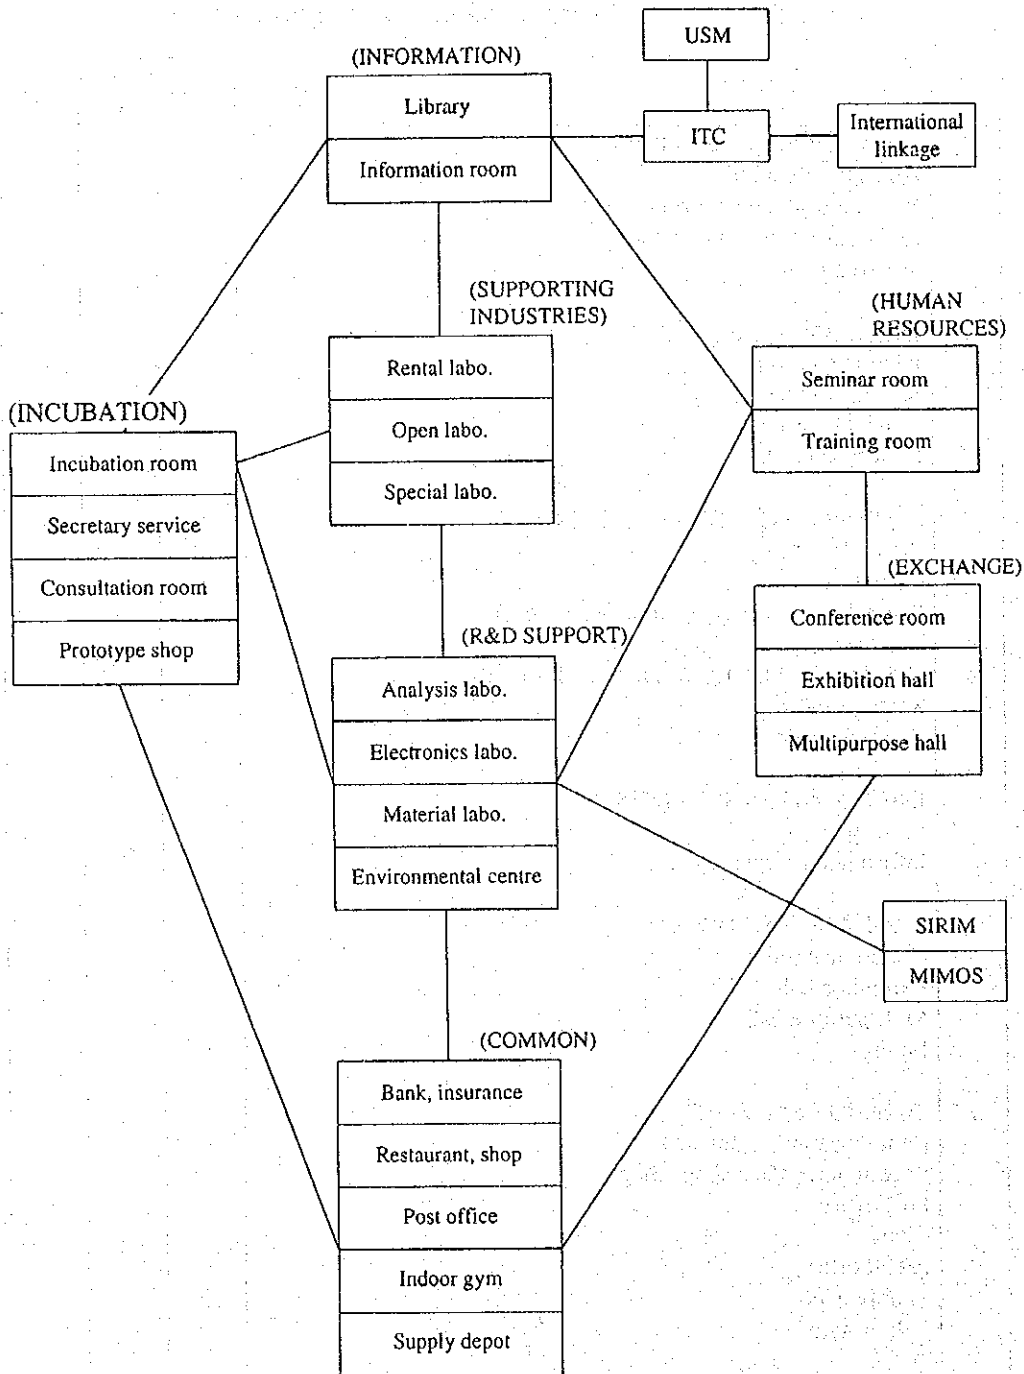 USM
(INFORMATION)
Library
Information room
ITC
International
linkage
(SUPPORTING
INDUSTRIES)
Rental labo.
Open labo.
Special labo.
(HUMAN
RESOURCES)
Seminar room
Training room
(INCUBATION)
Incubation room
Secretary service
Consultation room
Prototype shop
(EXCHANGE)
Conference room
Exhibition hall
Multipurpose hall
(R&D SUPPORT)
Analysis labo.
Electronics labo.
Material labo.
Environmental centre
SIRIM
MIMOS
(COMMON)
Bank, insurance
Restaurant, shop
Post office
Indoor gym
Supply depot